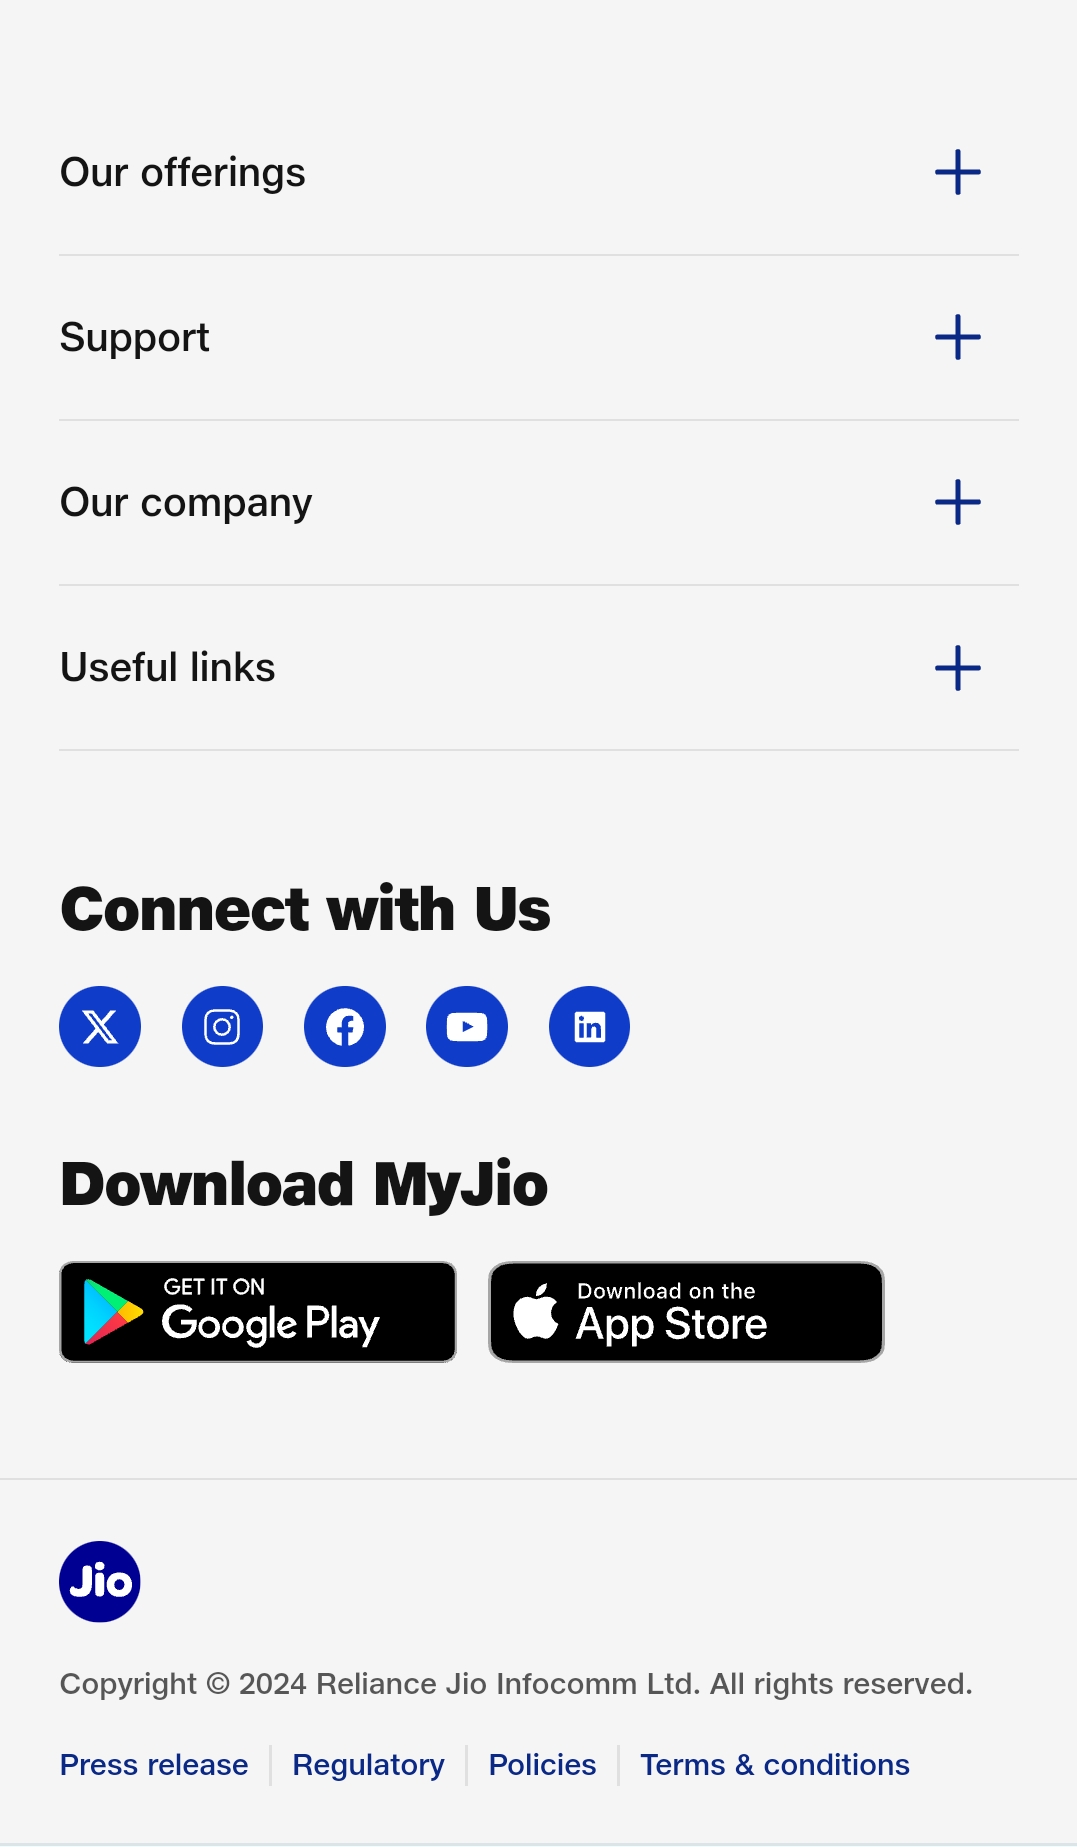 Our offerings
Support
Our company
Useful links
Connect with Us
Download MyJio
GET IT ON
Google Play
Download on the
App Store
Jio
Copyright © 2024 Reliance Jio Infocomm Ltd. All rights reserved.
Press release Regulatory Policies Terms & conditions